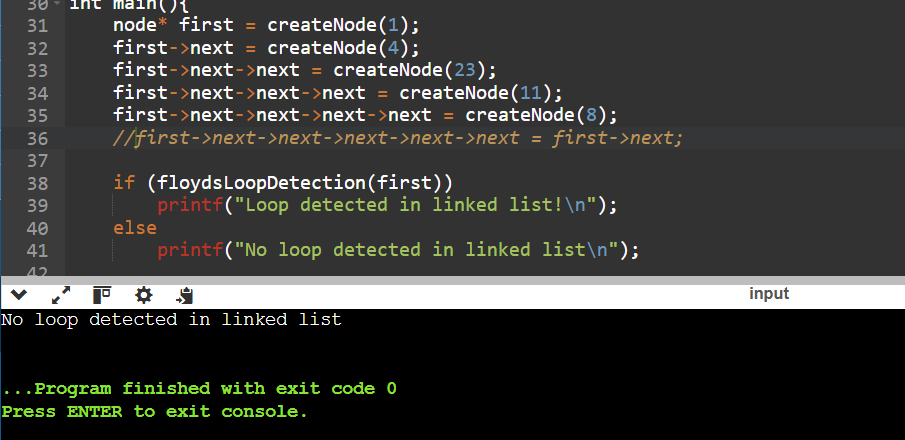 30 int main(){
31 node* first = createNode(1);
32 first->next = createNode(4);
33 first->next->next = createNode(23);
34 first->next->next->next = createNode(11);
35 first->next->next->next->next = createNode(8);
36 //first->next->next->next->next->next = first->next;
37
38 if (floydsLoopDetection(first))
39 printf("Loop detected in linked list!\n");
40 else
41 printf("No loop detected in linked list\n");
42
input
No loop detected in linked list
...Program finished with exit code 0
Press ENTER to exit console.